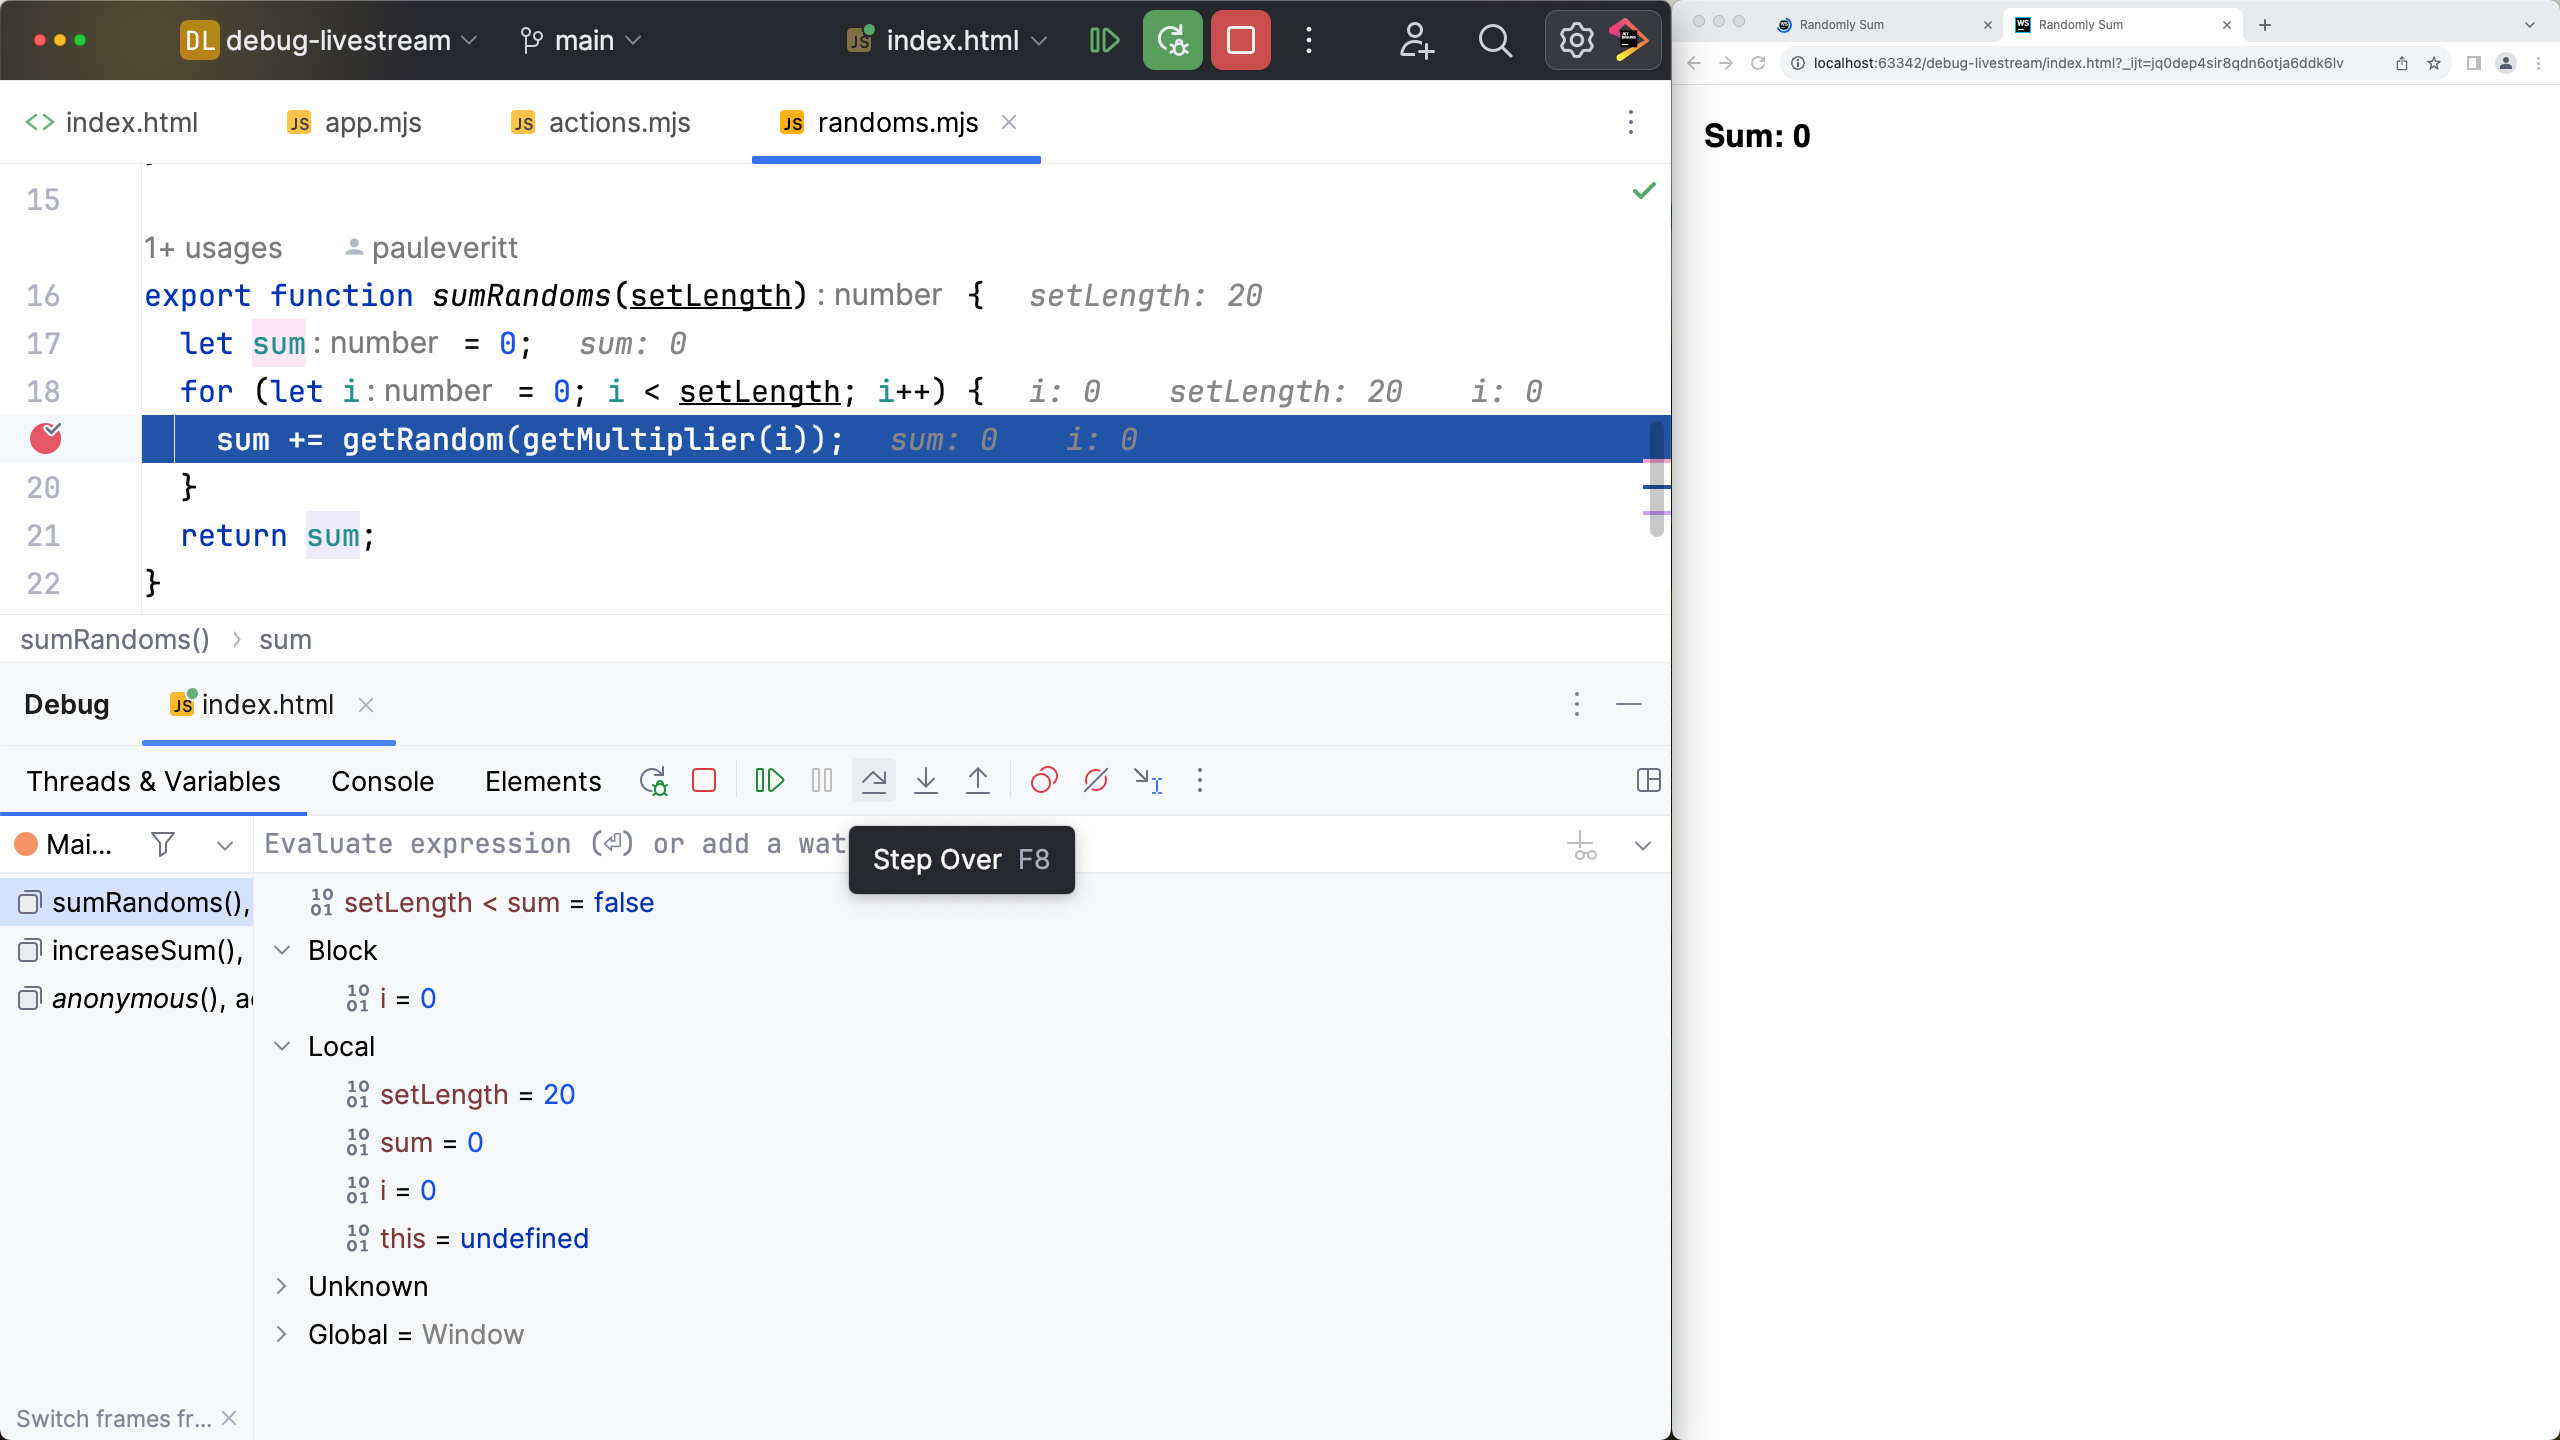 DL debug-livestream main JS index.html
index.html JS app.mjs JS actions.mjs JS randoms.mjs
15
1+ usages pauleveritt
16 export function sumRandoms(setLength) : number { setLength: 20
17 let sum : number = 0; sum: 0
18 for (let i : number = 0; i < setLength; i++) { i: 0 setLength: 20 i: 0
sum += getRandom(getMultiplier(i)); sum: 0 i: 0
20 }
21 return sum;
22 }
sumRandoms() › sum
Debug JS index.html
Threads & Variables Console Elements
Mai... Evaluate expression (⏎) or add a wat
Step Over F8
sumRandoms(),
increaseSum(),
anonymous(), a
setLength < sum = false
Block
i = 0
Local
setLength = 20
sum = 0
i = 0
this = undefined
Unknown
Global = Window
Switch frames fr...
Randomly Sum WS Randomly Sum
localhost:63342/debug-livestream/index.html?_ijt=jq0dep4sir8qdn6otja6ddk6lv
Sum: 0